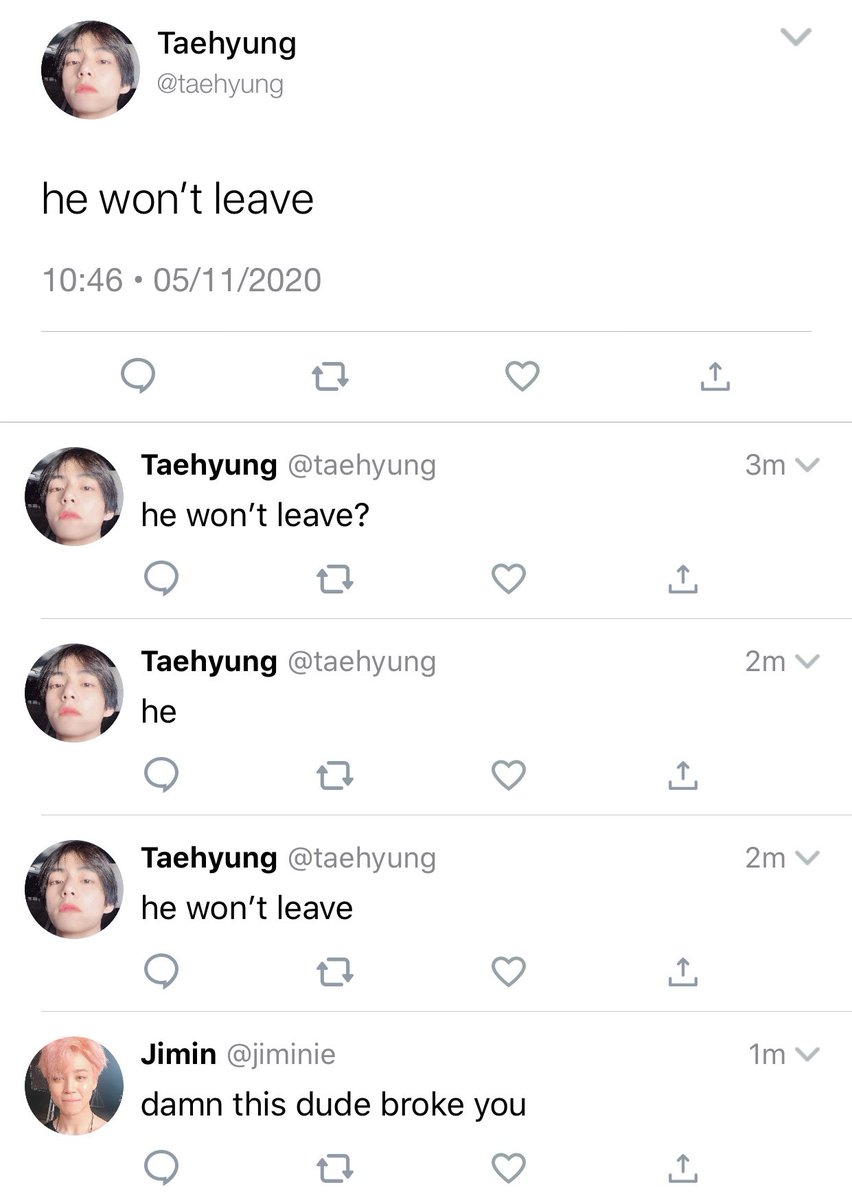 Taehyung
@taehyung
he won’t leave
10:46 • 05/11/2020
Taehyung @taehyung 3m
he won’t leave?
Taehyung @taehyung 2m
he
Taehyung @taehyung 2m
he won’t leave
Jimin @jiminie 1m
damn this dude broke you